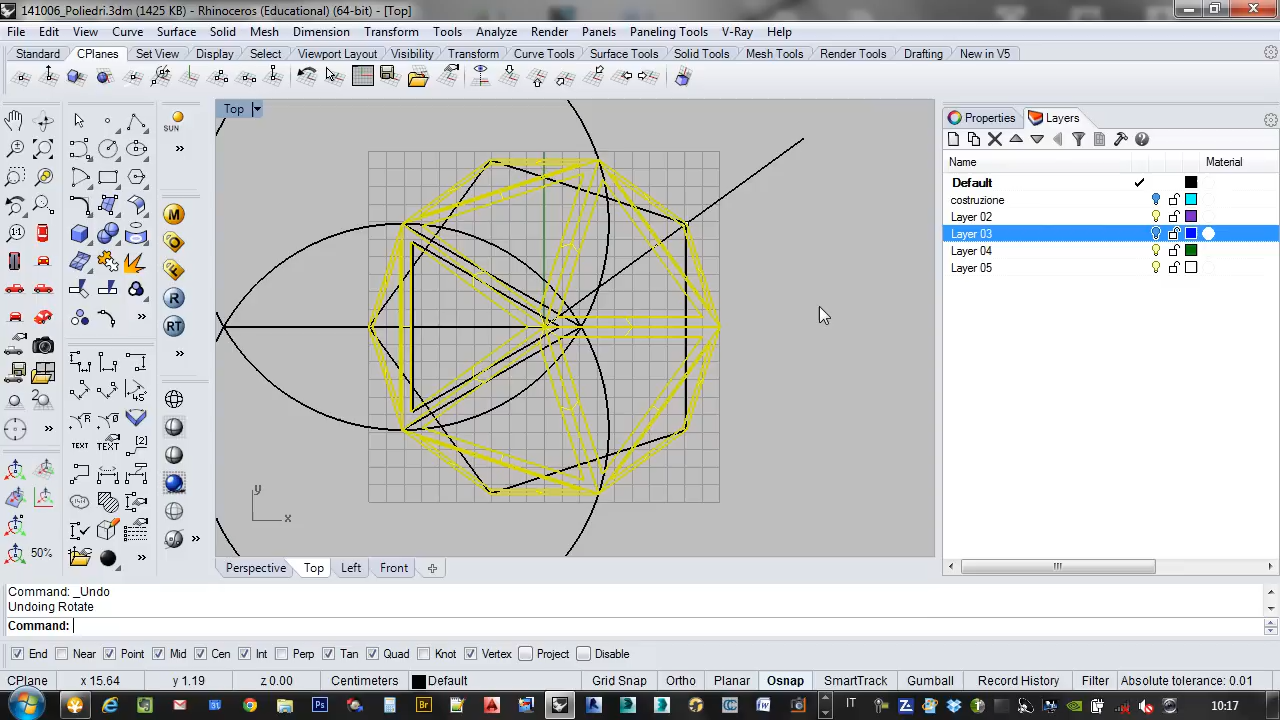 141006_Poliedri.3dm (1425 KB) - Rhinoceros (Educational) (64-bit) - [Top]
File Edit View Curve Surface Solid Mesh Dimension Transform Tools Analyze Render Panels Paneling Tools V-Ray Help
Standard CPlanes Set View Display Select Viewport Layout Visibility Transform Curve Tools Surface Tools Solid Tools Mesh Tools Render Tools Drafting New in V5
Top
Properties Layers
Name Material
Default
costruzione
Layer 02
Layer 03
Layer 04
Layer 05
SUN
M
R
RT
TEXT
50%
y
x
Perspective Top Left Front
Command: _Undo
Undoing Rotate
Command:
End Near Point Mid Cen Int Perp Tan Quad Knot Vertex Project Disable
CPlane x 15.64 y 1.19 z 0.00 Centimeters Default Grid Snap Ortho Planar Osnap SmartTrack Gumball Record History Filter Absolute tolerance: 0.01
IT 10:17